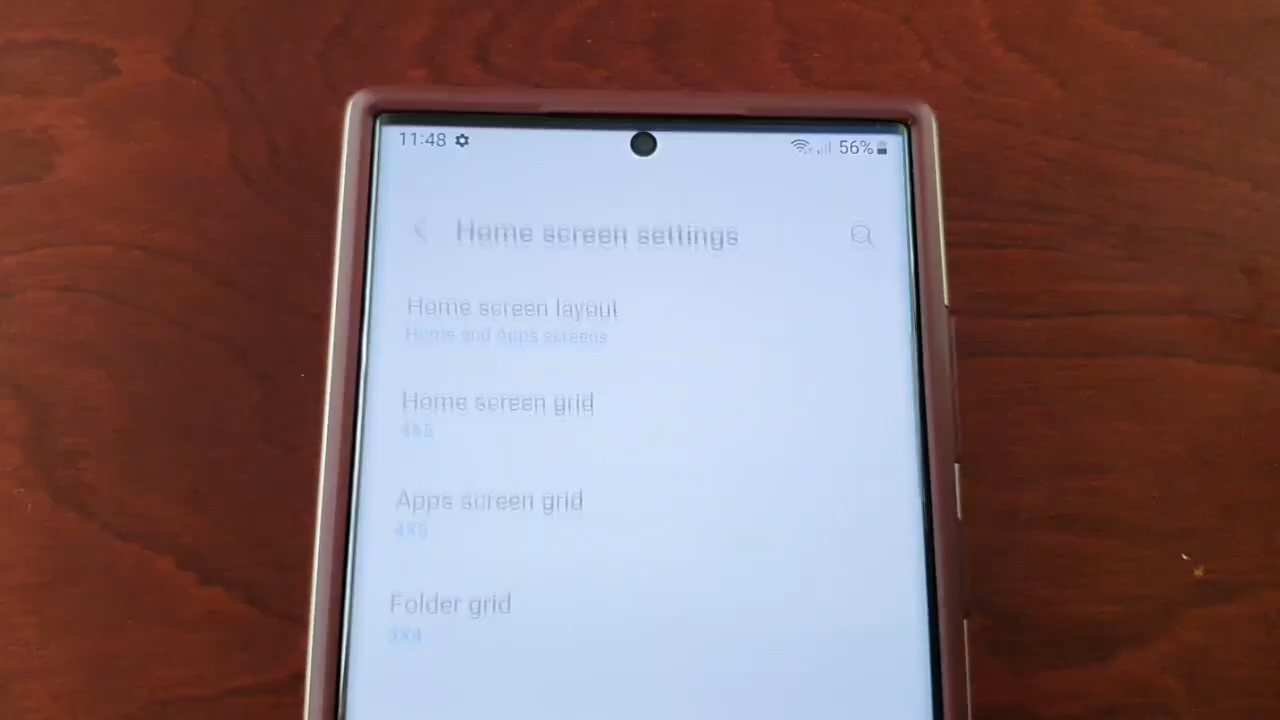 11:48
56%
Home screen settings
Home screen layout
Home and Apps screens
Home screen grid
Apps screen grid
Folder grid
3X4